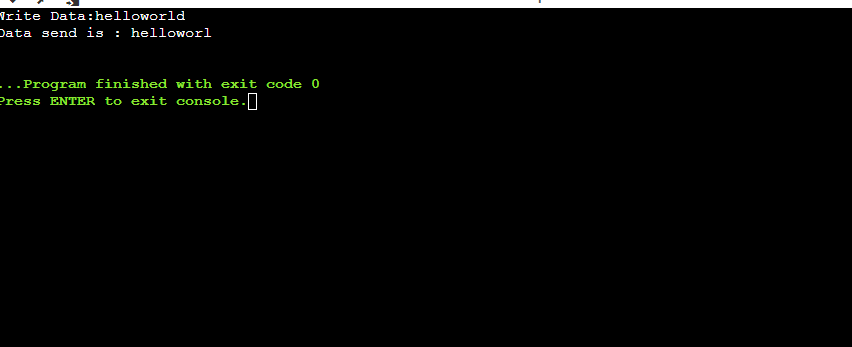 Write Data:helloworld
Data send is : helloworl
...Program finished with exit code 0
Press ENTER to exit console.